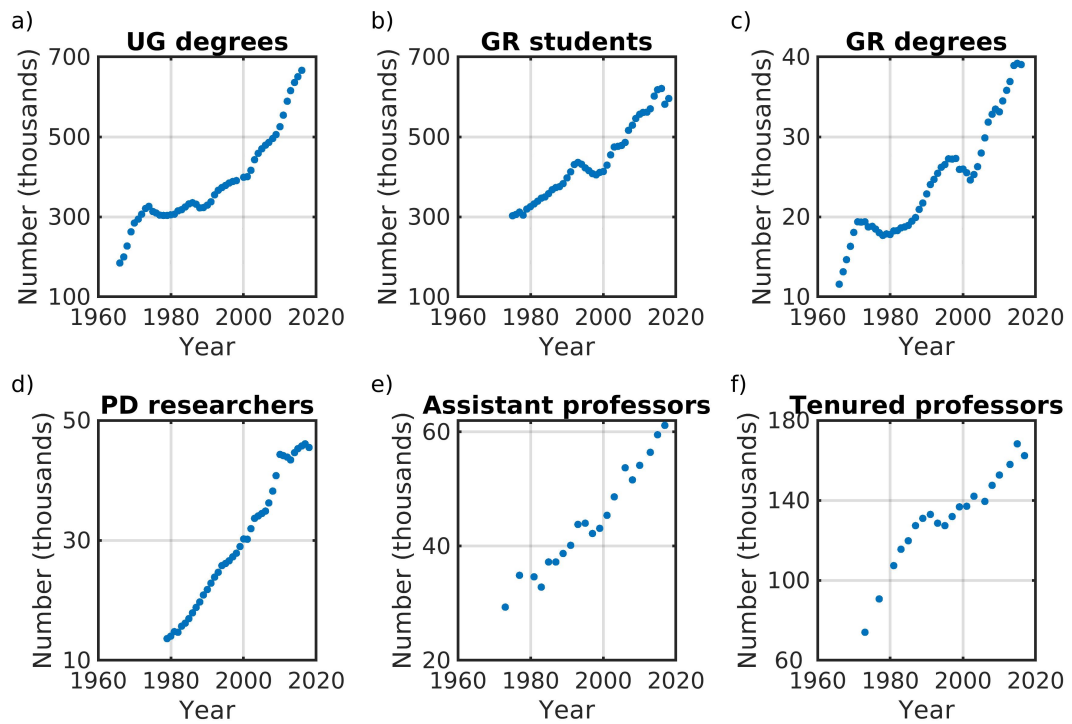 a)
UG degrees
Number (thousands)
700
500
300
100
1960 1980 2000 2020
Year
b)
GR students
Number (thousands)
700
500
300
100
1960 1980 2000 2020
Year
c)
GR degrees
Number (thousands)
40
30
20
10
1960 1980 2000 2020
Year
d)
PD researchers
Number (thousands)
50
30
10
1960 1980 2000 2020
Year
e)
Assistant professors
Number (thousands)
60
40
20
1960 1980 2000 2020
Year
f)
Tenured professors
Number (thousands)
180
140
100
60
1960 1980 2000 2020
Year